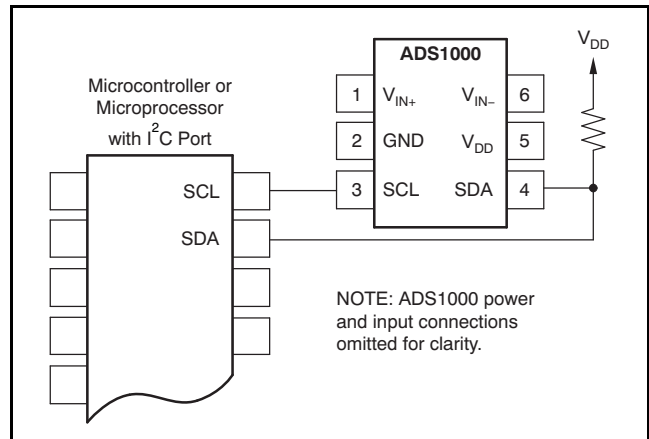 Microcontroller or
Microprocessor
with I²C Port
SCL
SDA
ADS1000
1 V_IN+ V_IN– 6
2 GND V_DD 5
3 SCL SDA 4
V_DD
NOTE: ADS1000 power
and input connections
omitted for clarity.